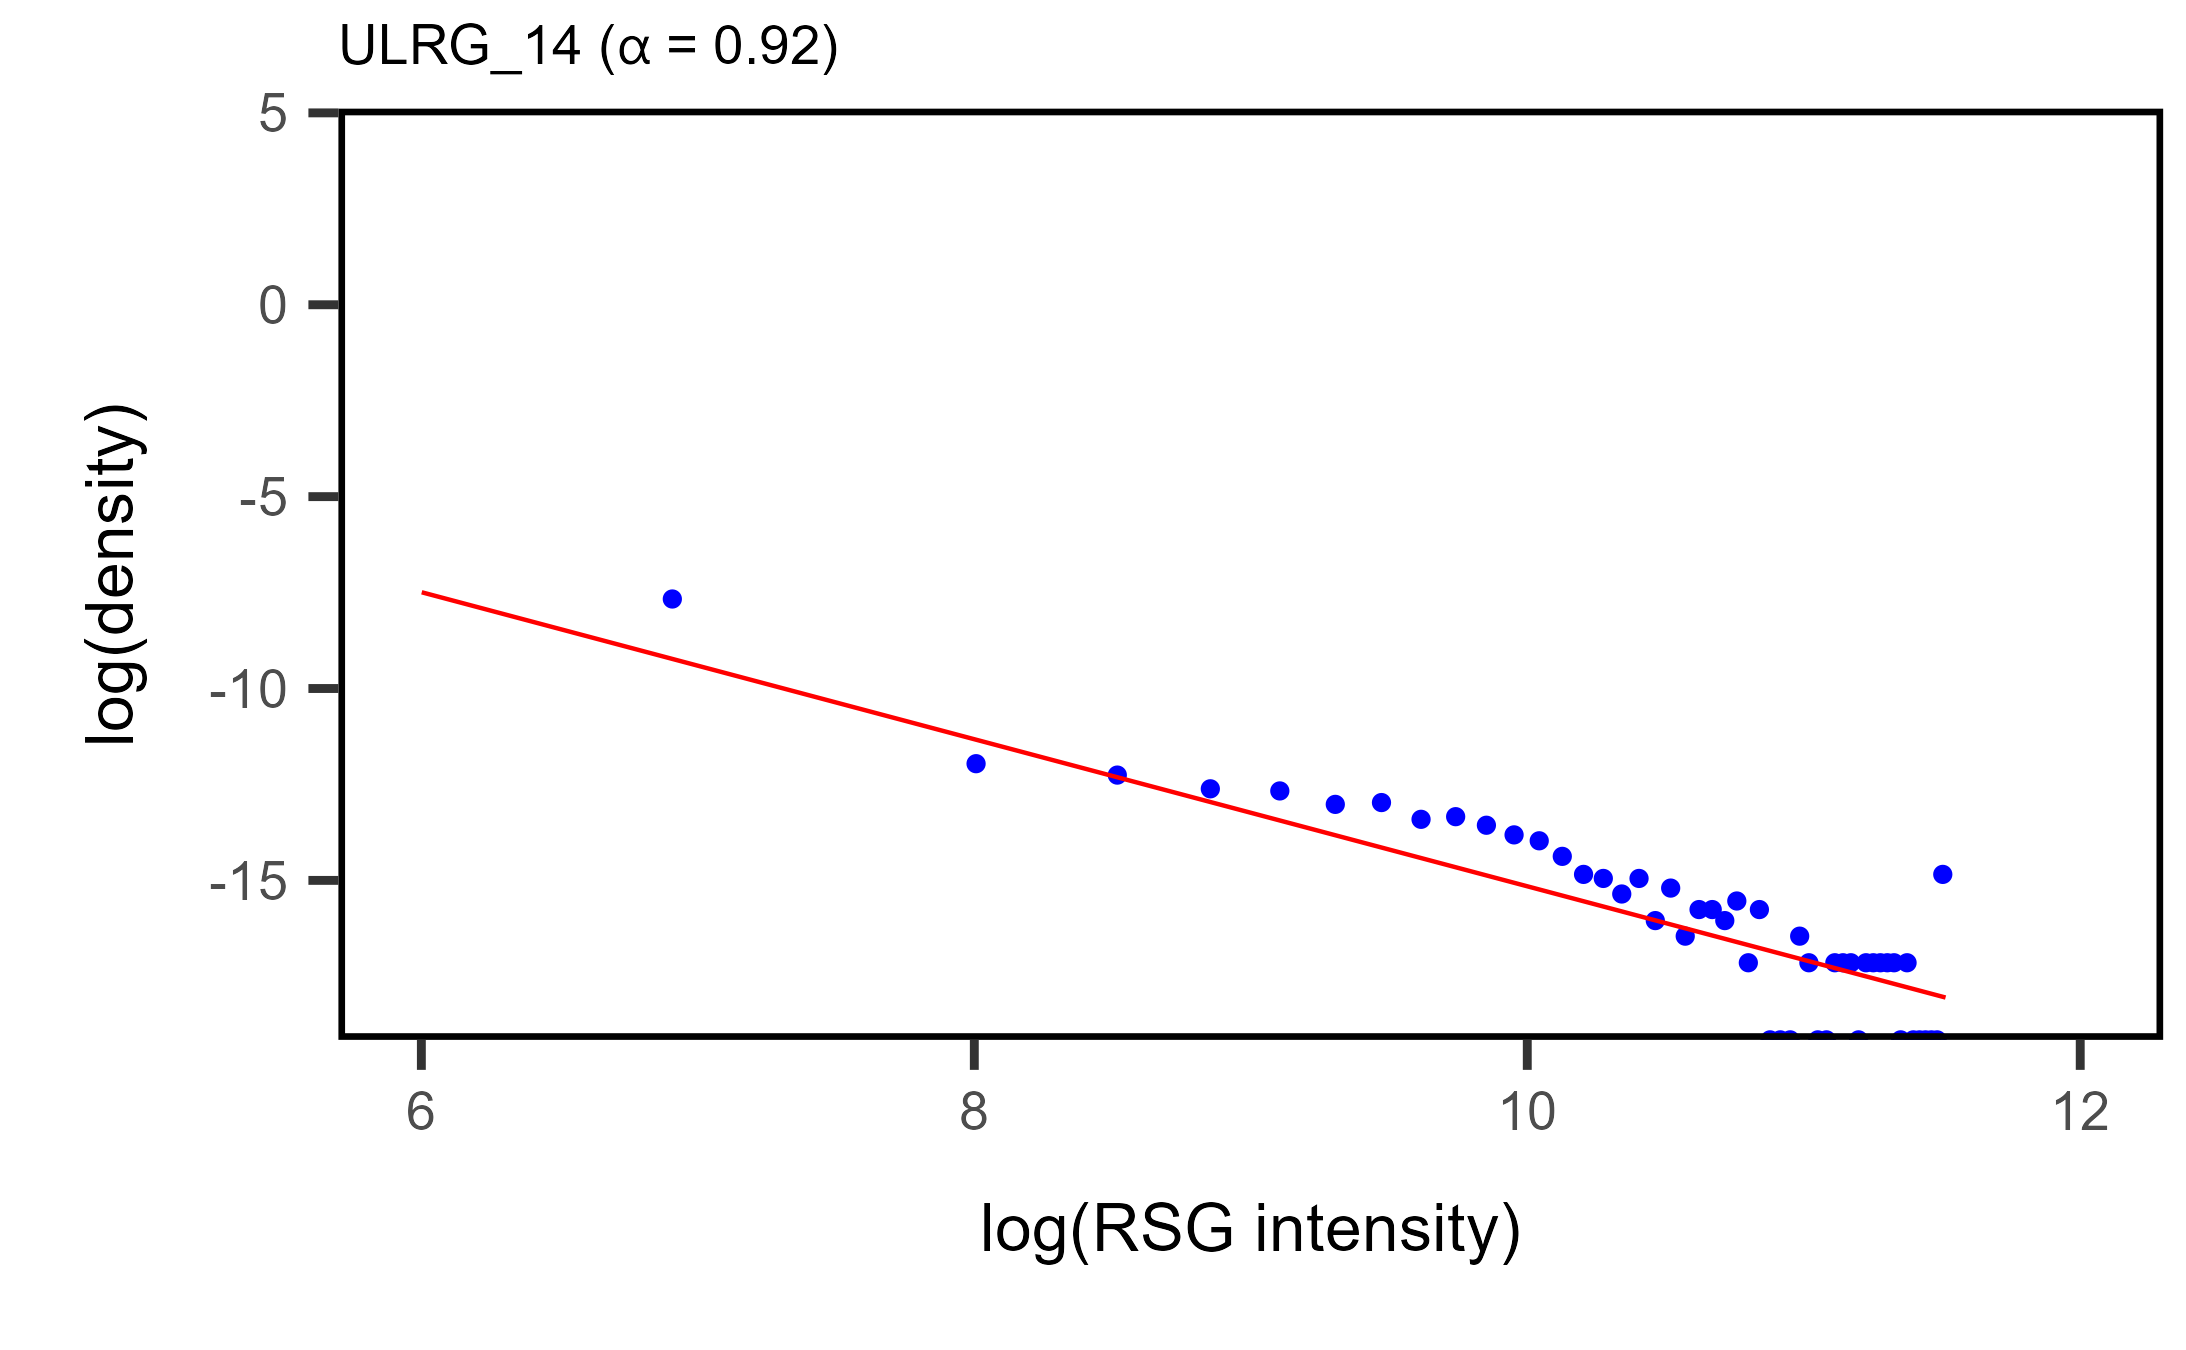 ULRG_14 (α = 0.92)
5
0
-5
-10
-15
log(density)
6 8 10 12
log(RSG intensity)